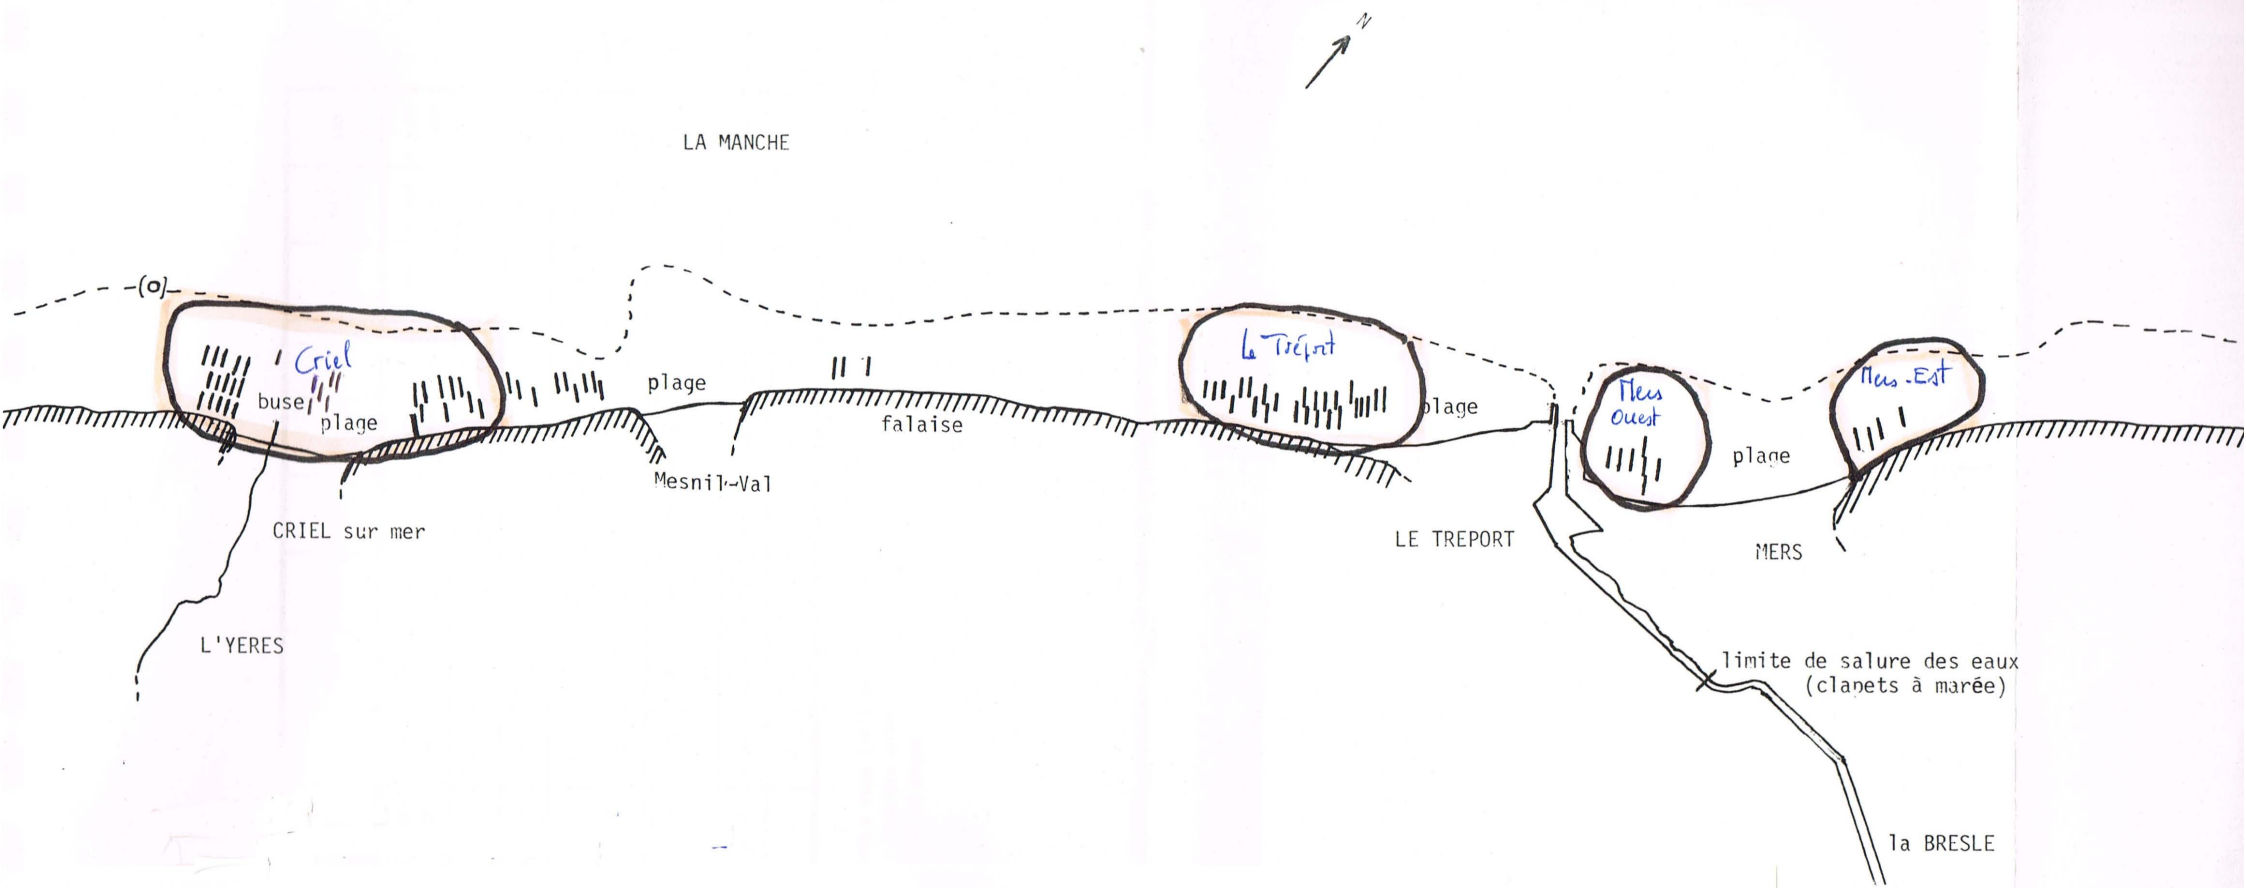 N
LA MANCHE
(0)
Criel
buse
plage
plage
falaise
Le Tréport
plage
Mers
Ouest
plage
Mers-Est
Mesnil-Val
CRIEL sur mer
LE TREPORT
MERS
L'YERES
limite de salure des eaux
(clapets à marée)
la BRESLE